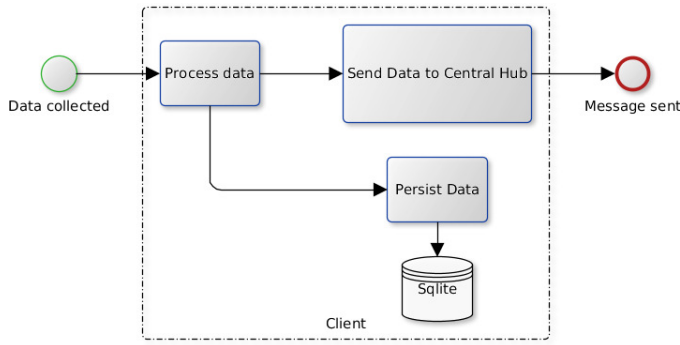 Process data
Send Data to Central Hub
Data collected
Message sent
Persist Data
Sqlite
Client